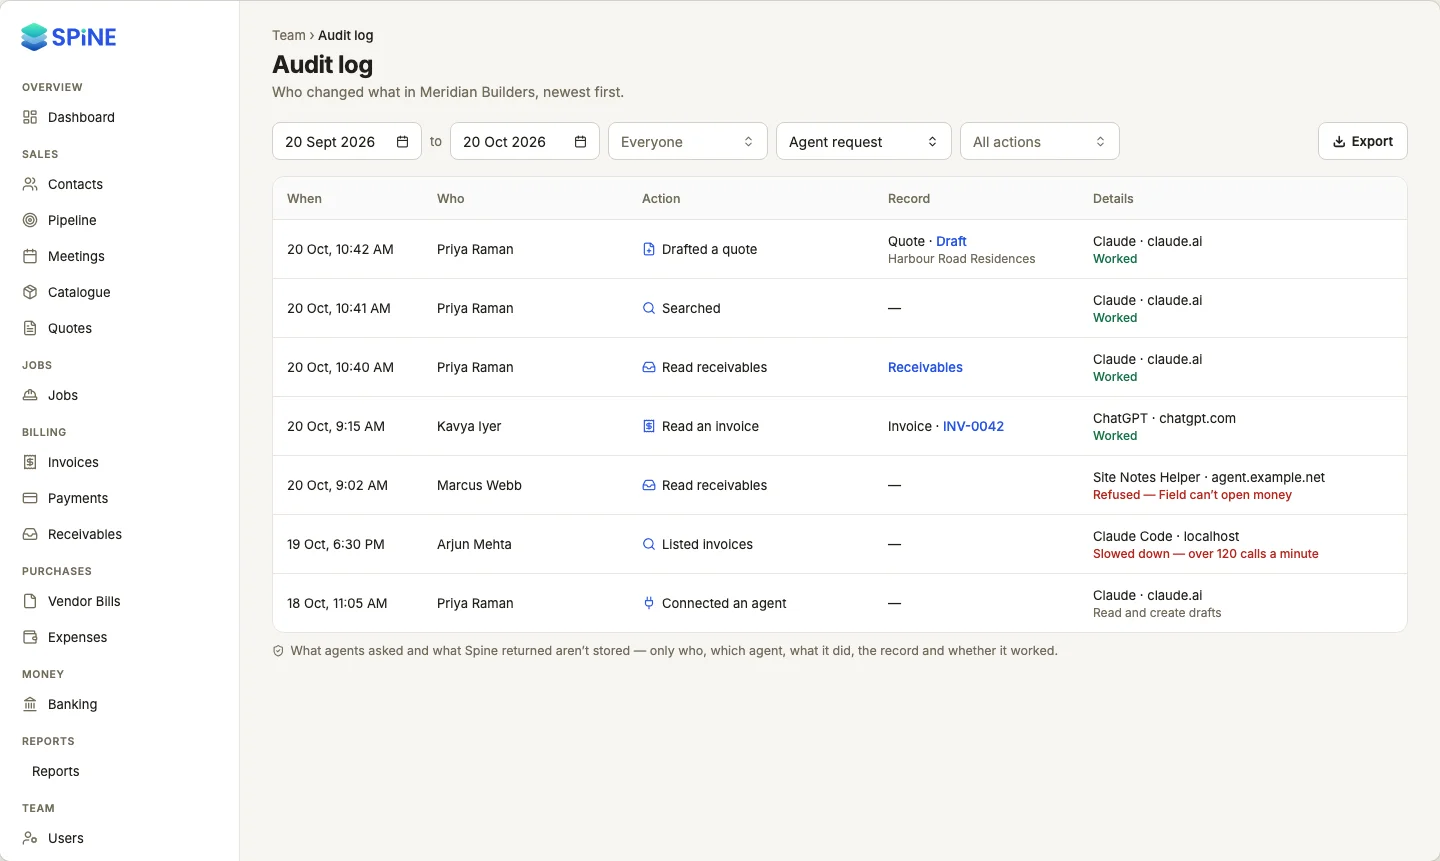 SPiNE
OVERVIEW
Dashboard
SALES
Contacts
Pipeline
Meetings
Catalogue
Quotes
JOBS
Jobs
BILLING
Invoices
Payments
Receivables
PURCHASES
Vendor Bills
Expenses
MONEY
Banking
REPORTS
Reports
TEAM
Users
Team › Audit log
Audit log
Who changed what in Meridian Builders, newest first.
20 Sept 2026 to 20 Oct 2026 Everyone Agent request All actions Export
When Who Action Record Details
20 Oct, 10:42 AM Priya Raman Drafted a quote Quote · Draft Claude · claude.ai
Harbour Road Residences Worked
20 Oct, 10:41 AM Priya Raman Searched — Claude · claude.ai
Worked
20 Oct, 10:40 AM Priya Raman Read receivables Receivables Claude · claude.ai
Worked
20 Oct, 9:15 AM Kavya Iyer Read an invoice Invoice · INV-0042 ChatGPT · chatgpt.com
Worked
20 Oct, 9:02 AM Marcus Webb Read receivables — Site Notes Helper · agent.example.net
Refused — Field can’t open money
19 Oct, 6:30 PM Arjun Mehta Listed invoices — Claude Code · localhost
Slowed down — over 120 calls a minute
18 Oct, 11:05 AM Priya Raman Connected an agent — Claude · claude.ai
Read and create drafts
What agents asked and what Spine returned aren’t stored — only who, which agent, what it did, the record and whether it worked.